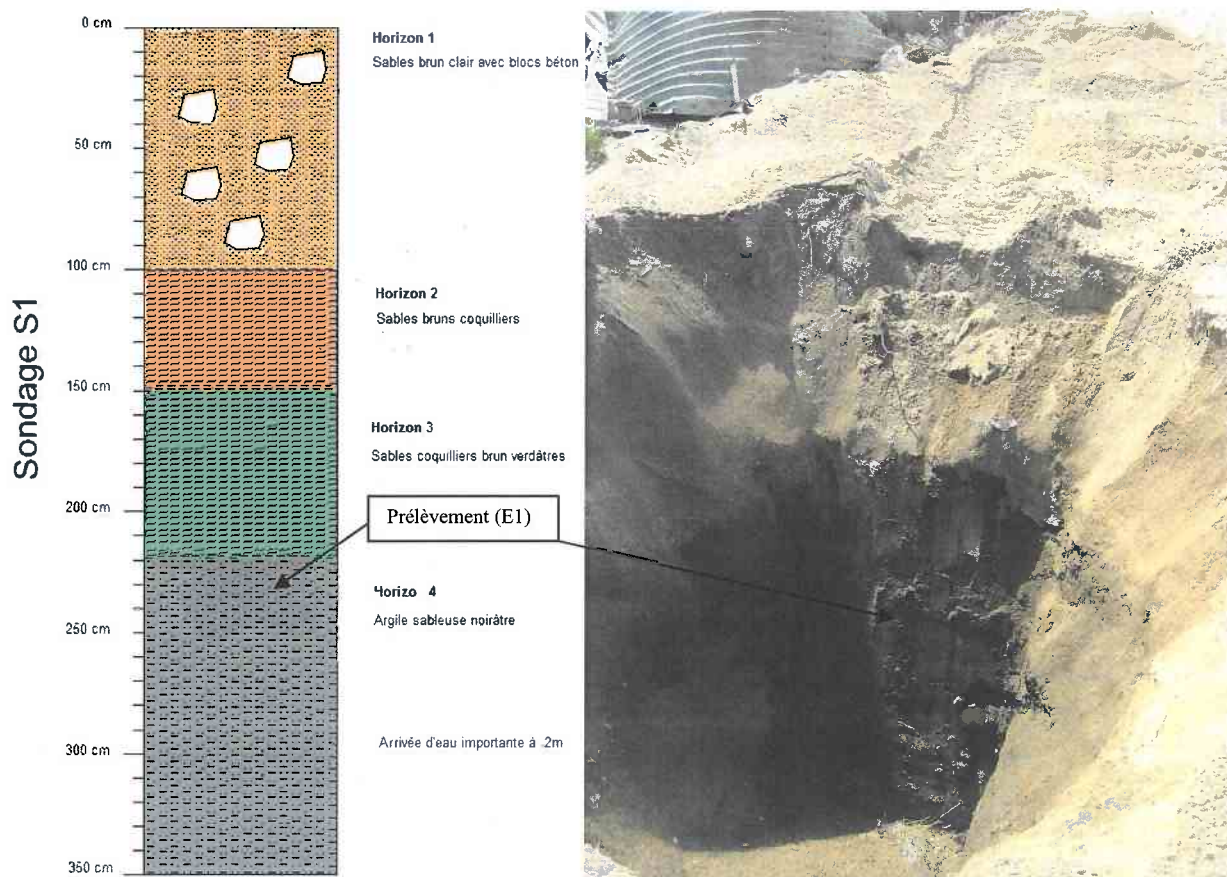 Sondage S1
0 cm
50 cm
100 cm
150 cm
200 cm
250 cm
300 cm
350 cm
Horizon 1
Sables brun clair avec blocs béton
Horizon 2
Sables bruns coquilliers
Horizon 3
Sables coquilliers brun verdâtres
Prélèvement (E1)
Horizo 4
Argile sableuse noirâtre
Arrivée d'eau importante à .2m